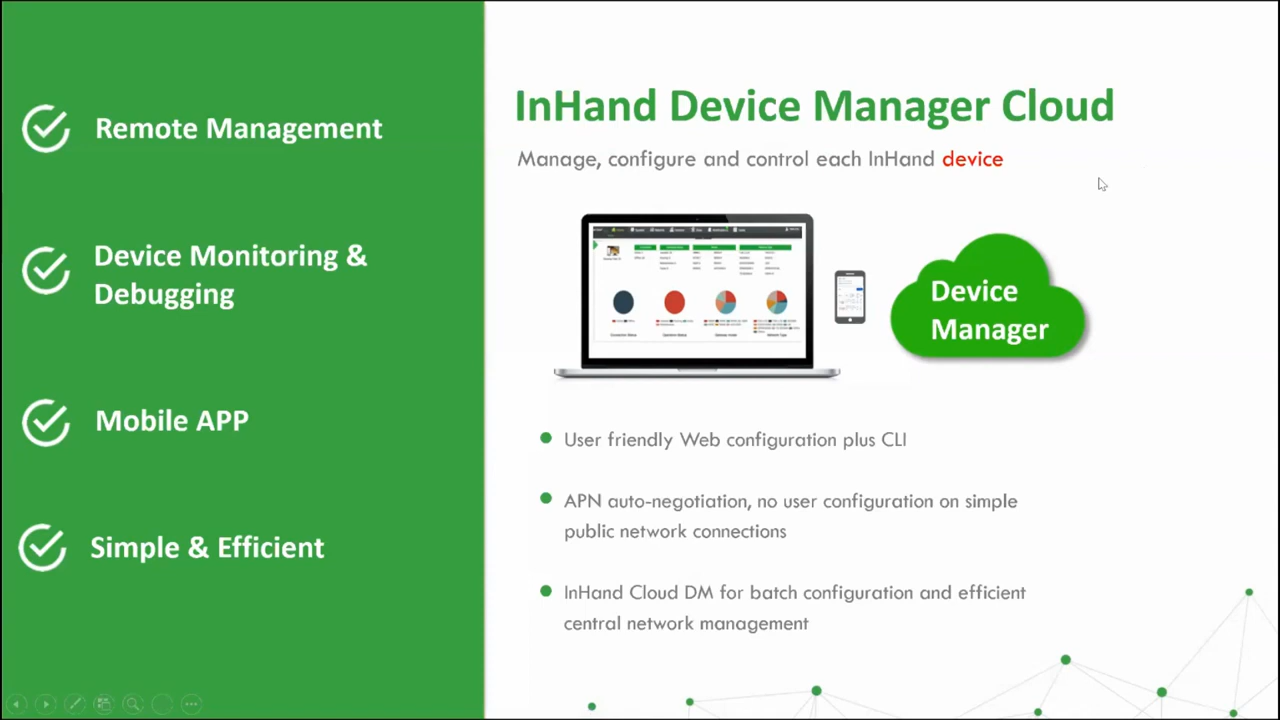 Remote Management
Device Monitoring &
Debugging
Mobile APP
Simple & Efficient
InHand Device Manager Cloud
Manage, configure and control each InHand device
Device
Manager
User friendly Web configuration plus CLI
APN auto-negotiation, no user configuration on simple
public network connections
InHand Cloud DM for batch configuration and efficient
central network management